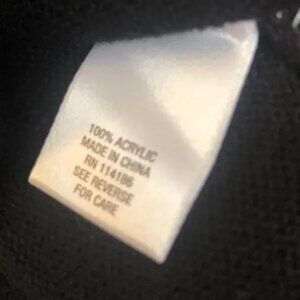 100% ACRYLIC
MADE IN CHINA
RN 114186
SEE REVERSE
FOR CARE